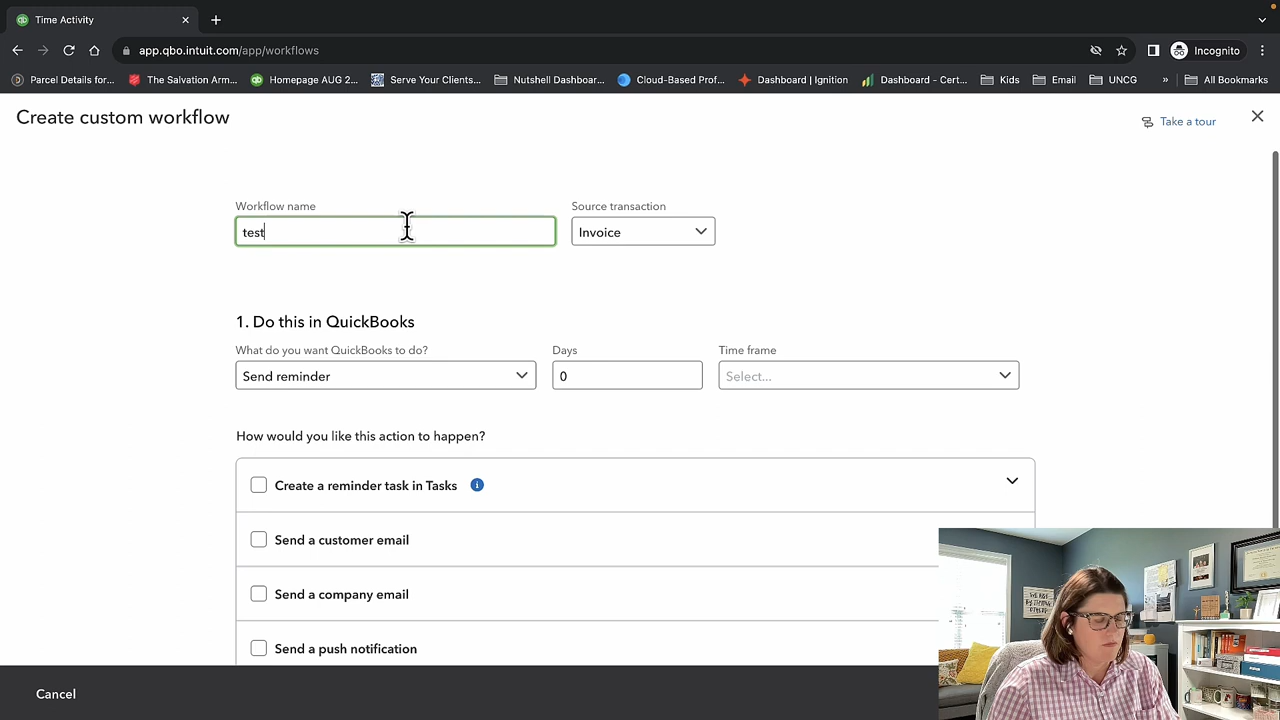 Time Activity
app.qbo.intuit.com/app/workflows
Incognito
Parcel Details for...
The Salvation Arm...
Homepage AUG 2...
Serve Your Clients...
Nutshell Dashboar...
Cloud-Based Prof...
Dashboard | Ignition
Dashboard - Cert...
Kids
Email
UNCG
»
All Bookmarks
Create custom workflow
Take a tour
Workflow name
Source transaction
test
Invoice
1. Do this in QuickBooks
What do you want QuickBooks to do?
Days
Time frame
Send reminder
0
Select...
How would you like this action to happen?
Create a reminder task in Tasks
Send a customer email
Send a company email
Send a push notification
Cancel